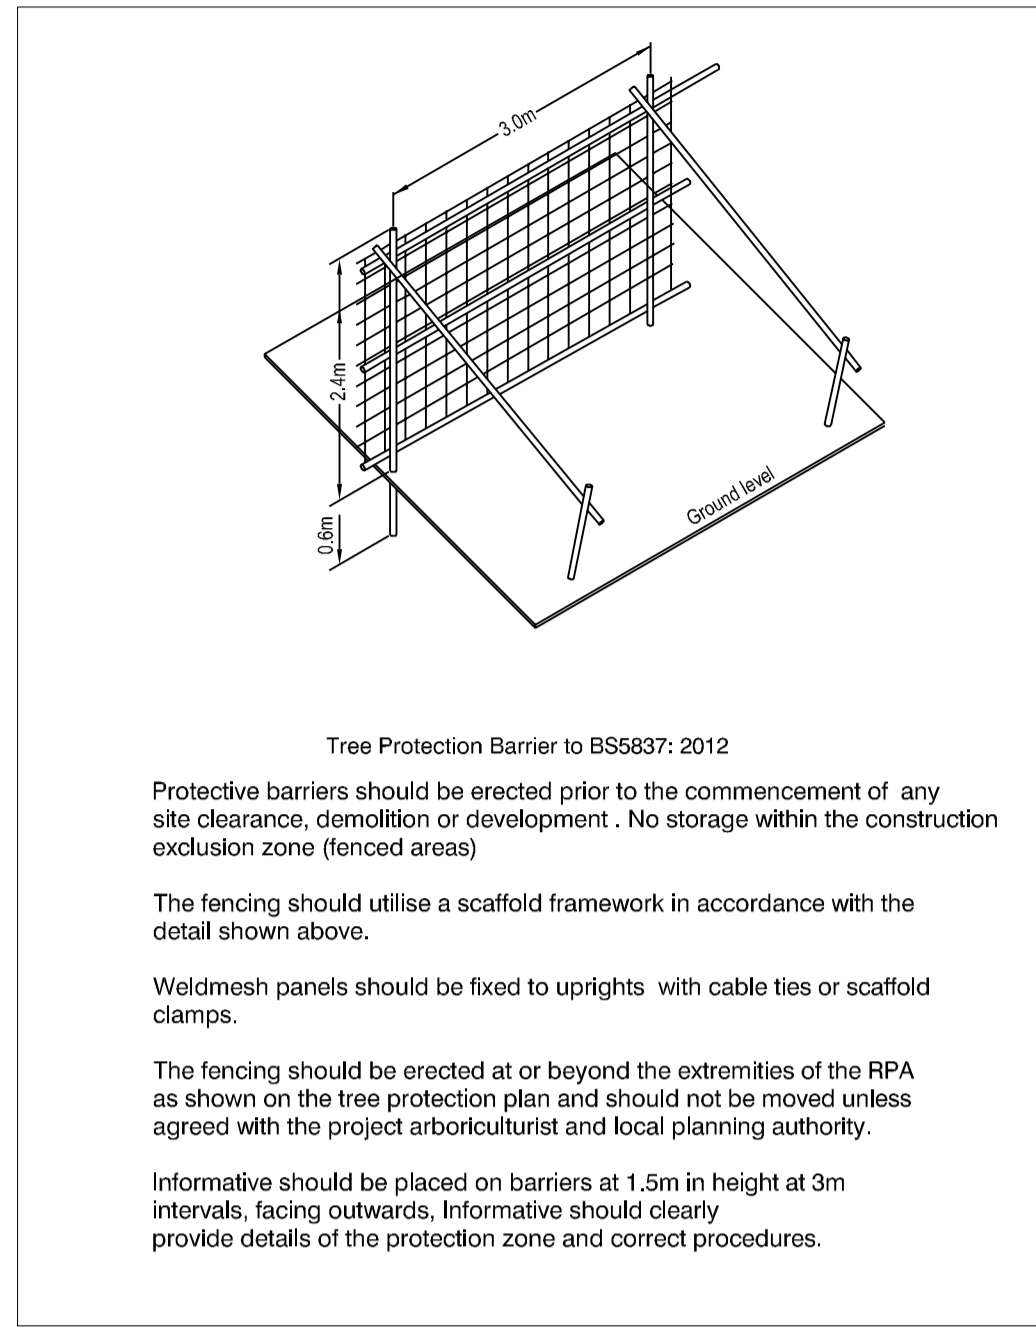 3.0m
2.4m
0.6m
Ground level
Tree Protection Barrier to BS5837: 2012
Protective barriers should be erected prior to the commencement of any
site clearance, demolition or development . No storage within the construction
exclusion zone (fenced areas)
The fencing should utilise a scaffold framework in accordance with the
detail shown above.
Weldmesh panels should be fixed to uprights with cable ties or scaffold
clamps.
The fencing should be erected at or beyond the extremities of the RPA
as shown on the tree protection plan and should not be moved unless
agreed with the project arboriculturist and local planning authority.
Informative should be placed on barriers at 1.5m in height at 3m
intervals, facing outwards, Informative should clearly
provide details of the protection zone and correct procedures.